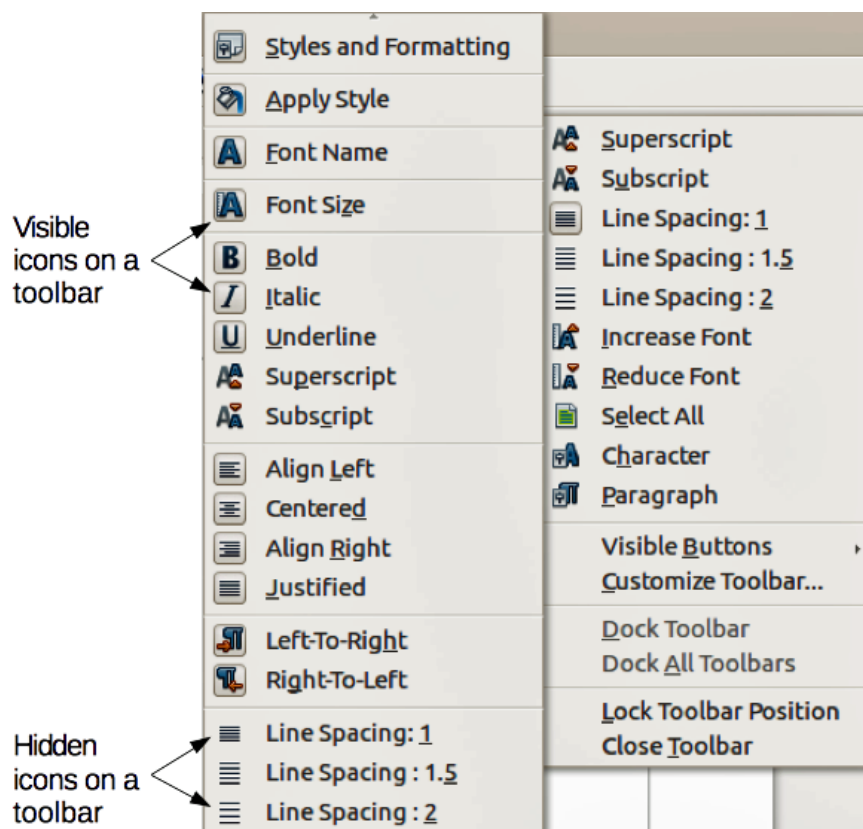 Visible
icons on a
toolbar
Hidden
icons on a
toolbar
Styles and Formatting
Apply Style
Font Name
Font Size
Bold
Italic
Underline
Superscript
Subscript
Align Left
Centered
Align Right
Justified
Left-To-Right
Right-To-Left
Line Spacing: 1
Line Spacing : 1.5
Line Spacing : 2
Superscript
Subscript
Line Spacing: 1
Line Spacing : 1.5
Line Spacing : 2
Increase Font
Reduce Font
Select All
Character
Paragraph
Visible Buttons
Customize Toolbar...
Dock Toolbar
Dock All Toolbars
Lock Toolbar Position
Close Toolbar